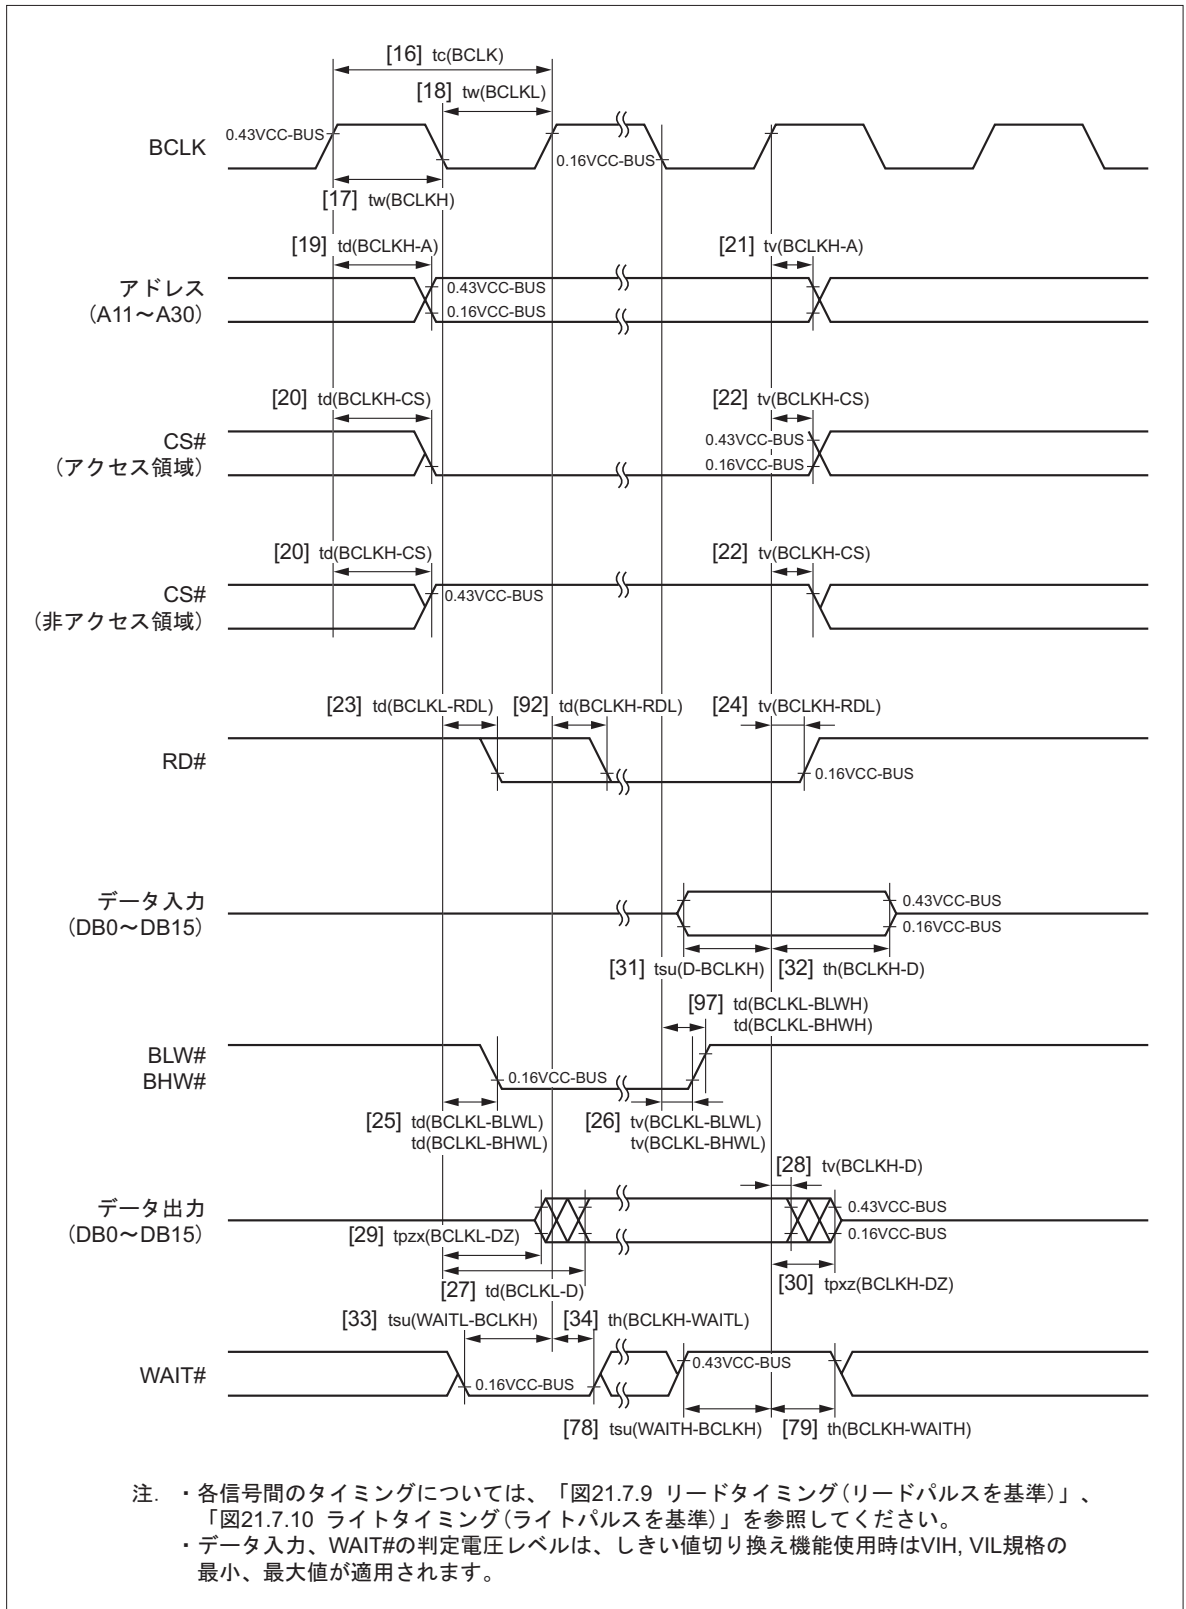 [16] tc(BCLK)
[18] tw(BCLKL)
0.43VCC-BUS
BCLK
0.16VCC-BUS
[17] tw(BCLKH)
[19] td(BCLKH-A)
[21] tv(BCLKH-A)
アドレス
(A11～A30)
0.43VCC-BUS
0.16VCC-BUS
[20] td(BCLKH-CS)
[22] tv(BCLKH-CS)
CS#
(アクセス領域)
0.43VCC-BUS
0.16VCC-BUS
[20] td(BCLKH-CS)
[22] tv(BCLKH-CS)
CS#
(非アクセス領域)
0.43VCC-BUS
[23] td(BCLKL-RDL)
[92] td(BCLKH-RDL)
[24] tv(BCLKH-RDL)
RD#
0.16VCC-BUS
データ入力
(DB0～DB15)
0.43VCC-BUS
0.16VCC-BUS
[31] tsu(D-BCLKH)
[32] th(BCLKH-D)
[97] td(BCLKL-BLWH)
td(BCLKL-BHWH)
BLW#
BHW#
0.16VCC-BUS
[25] td(BCLKL-BLWL)
td(BCLKL-BHWL)
[26] tv(BCLKL-BLWL)
tv(BCLKL-BHWL)
[28] tv(BCLKH-D)
データ出力
(DB0～DB15)
0.43VCC-BUS
0.16VCC-BUS
[29] tpzx(BCLKL-DZ)
[27] td(BCLKL-D)
[30] tpxz(BCLKH-DZ)
[33] tsu(WAITL-BCLKH)
[34] th(BCLKH-WAITL)
WAIT#
0.16VCC-BUS
0.43VCC-BUS
[78] tsu(WAITH-BCLKH)
[79] th(BCLKH-WAITH)
注. ・各信号間のタイミングについては、「図21.7.9 リードタイミング(リードパルスを基準)」、
「図21.7.10 ライトタイミング(ライトパルスを基準)」を参照してください。
・データ入力、WAIT#の判定電圧レベルは、しきい値切り換え機能使用時はVIH, VIL規格の
最小、最大値が適用されます。